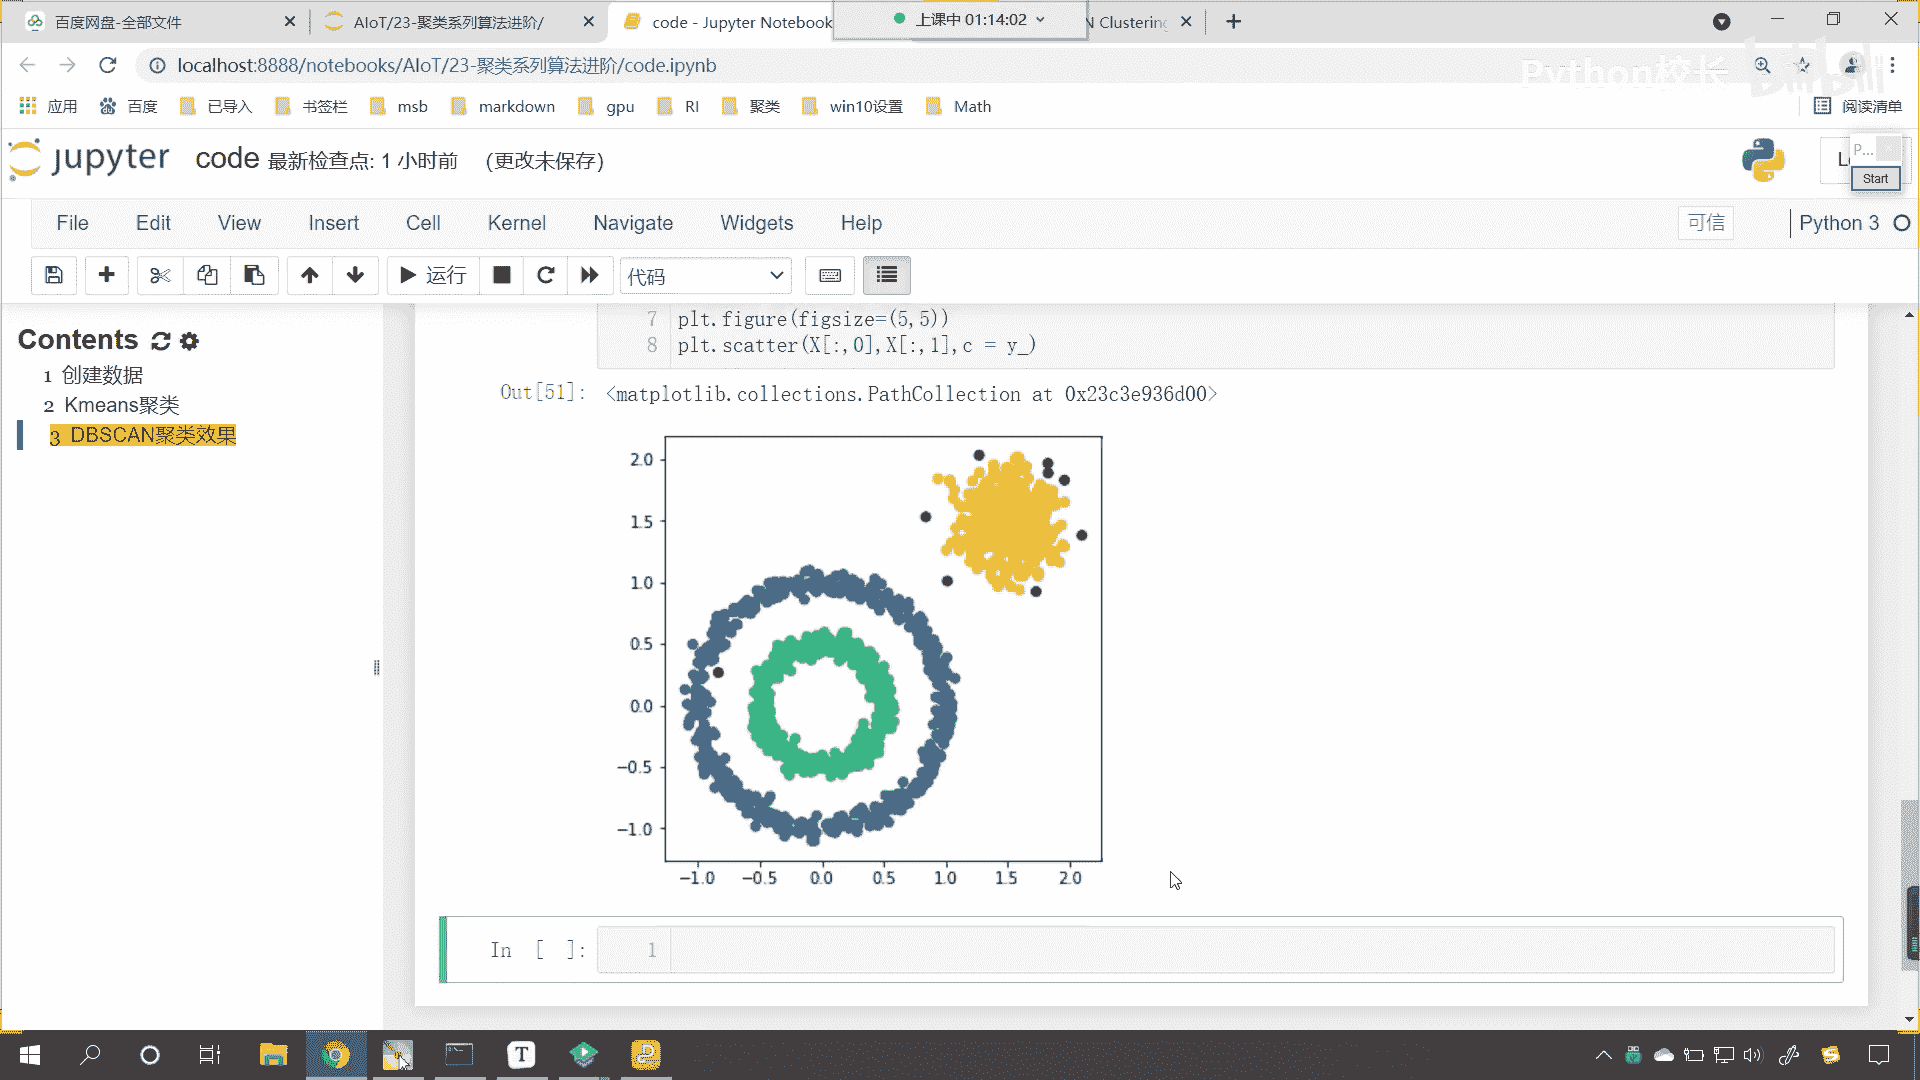 百度网盘-全部文件
AIoT/23-聚类系列算法进阶/
code - Jupyter Notebook
上课中 01:14:02
N Clustering
localhost:8888/notebooks/AIoT/23-聚类系列算法进阶/code.ipynb
Python校长
bilibili
应用 百度 已导入 书签栏 msb markdown gpu RI 聚类 win10设置 Math 阅读清单
jupyter code 最新检查点: 1 小时前 (更改未保存)
P...
Start
File Edit View Insert Cell Kernel Navigate Widgets Help 可信 Python 3
运行 代码
Contents
1 创建数据
2 Kmeans聚类
3 DBSCAN聚类效果
7 plt.figure(figsize=(5,5))
8 plt.scatter(X[:,0],X[:,1],c = y_)
Out[51]: <matplotlib.collections.PathCollection at 0x23c3e936d00>
2.0
1.5
1.0
0.5
0.0
−0.5
−1.0
−1.0 −0.5 0.0 0.5 1.0 1.5 2.0
In [ ]: 1